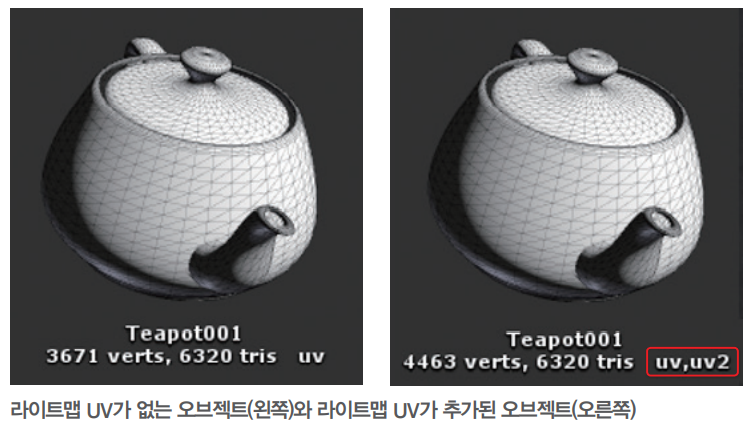 Teapot001
3671 verts, 6320 tris uv
Teapot001
4463 verts, 6320 tris uv,uv2
라이트맵 UV가 없는 오브젝트(왼쪽)와 라이트맵 UV가 추가된 오브젝트(오른쪽)